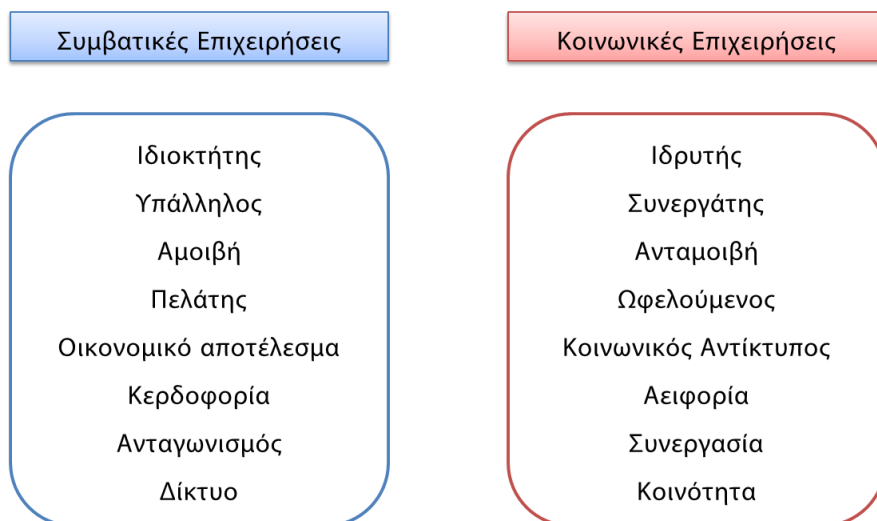 Συμβατικές Επιχειρήσεις
Ιδιοκτήτης
Υπάλληλος
Αμοιβή
Πελάτης
Οικονομικό αποτέλεσμα
Κερδοφορία
Ανταγωνισμός
Δίκτυο
Κοινωνικές Επιχειρήσεις
Ιδρυτής
Συνεργάτης
Ανταμοιβή
Ωφελούμενος
Κοινωνικός Αντίκτυπος
Αειφορία
Συνεργασία
Κοινότητα